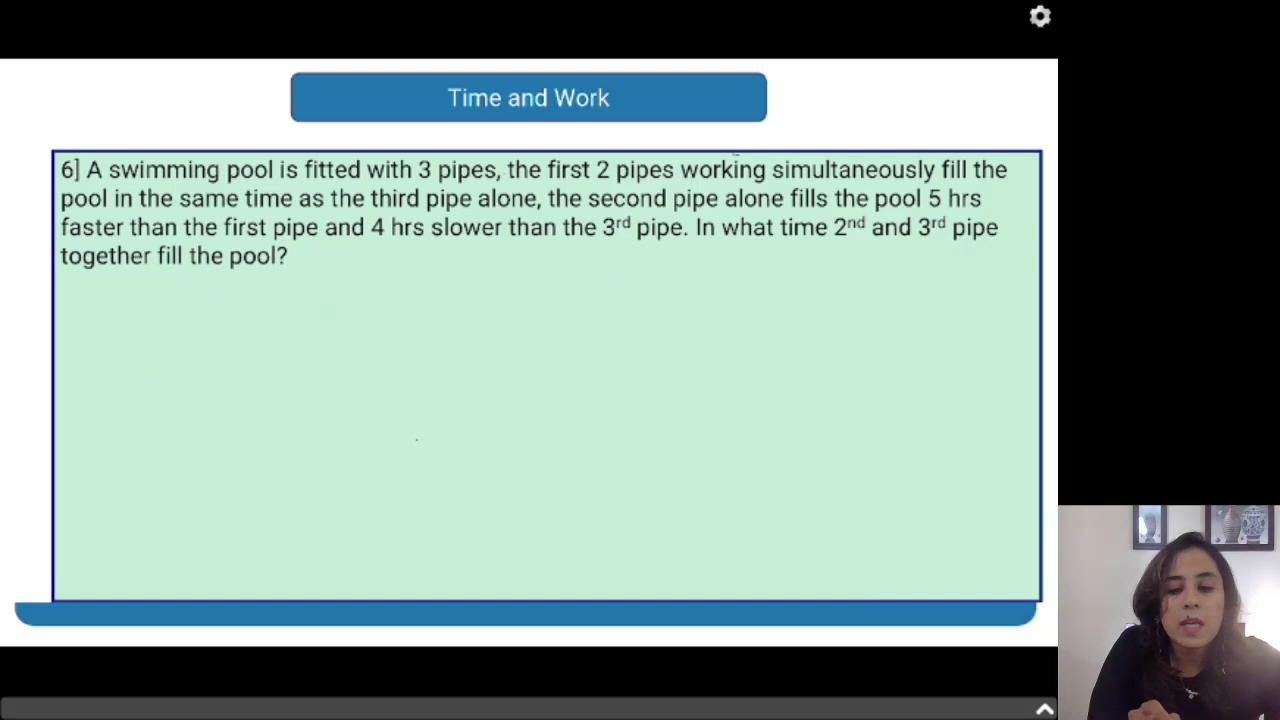 Time and Work
6] A swimming pool is fitted with 3 pipes, the first 2 pipes working simultaneously fill the
pool in the same time as the third pipe alone, the second pipe alone fills the pool 5 hrs
faster than the first pipe and 4 hrs slower than the 3rd pipe. In what time 2nd and 3rd pipe
together fill the pool?